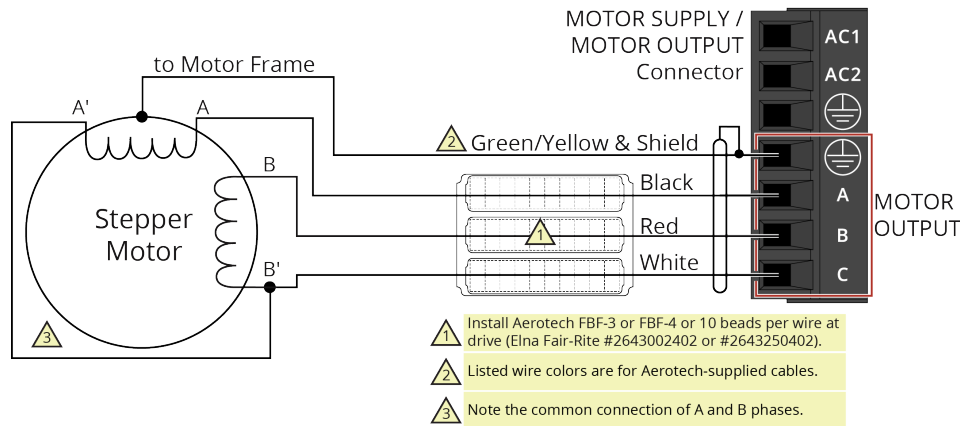 MOTOR SUPPLY /
MOTOR OUTPUT
Connector
AC1
AC2
to Motor Frame
A'
A
2
Green/Yellow & Shield
B
Black
A
MOTOR
OUTPUT
Stepper
Motor
1
Red
B
B'
White
C
3
1
Install Aerotech FBF-3 or FBF-4 or 10 beads per wire at
drive (Elna Fair-Rite #2643002402 or #2643250402).
2
Listed wire colors are for Aerotech-supplied cables.
3
Note the common connection of A and B phases.